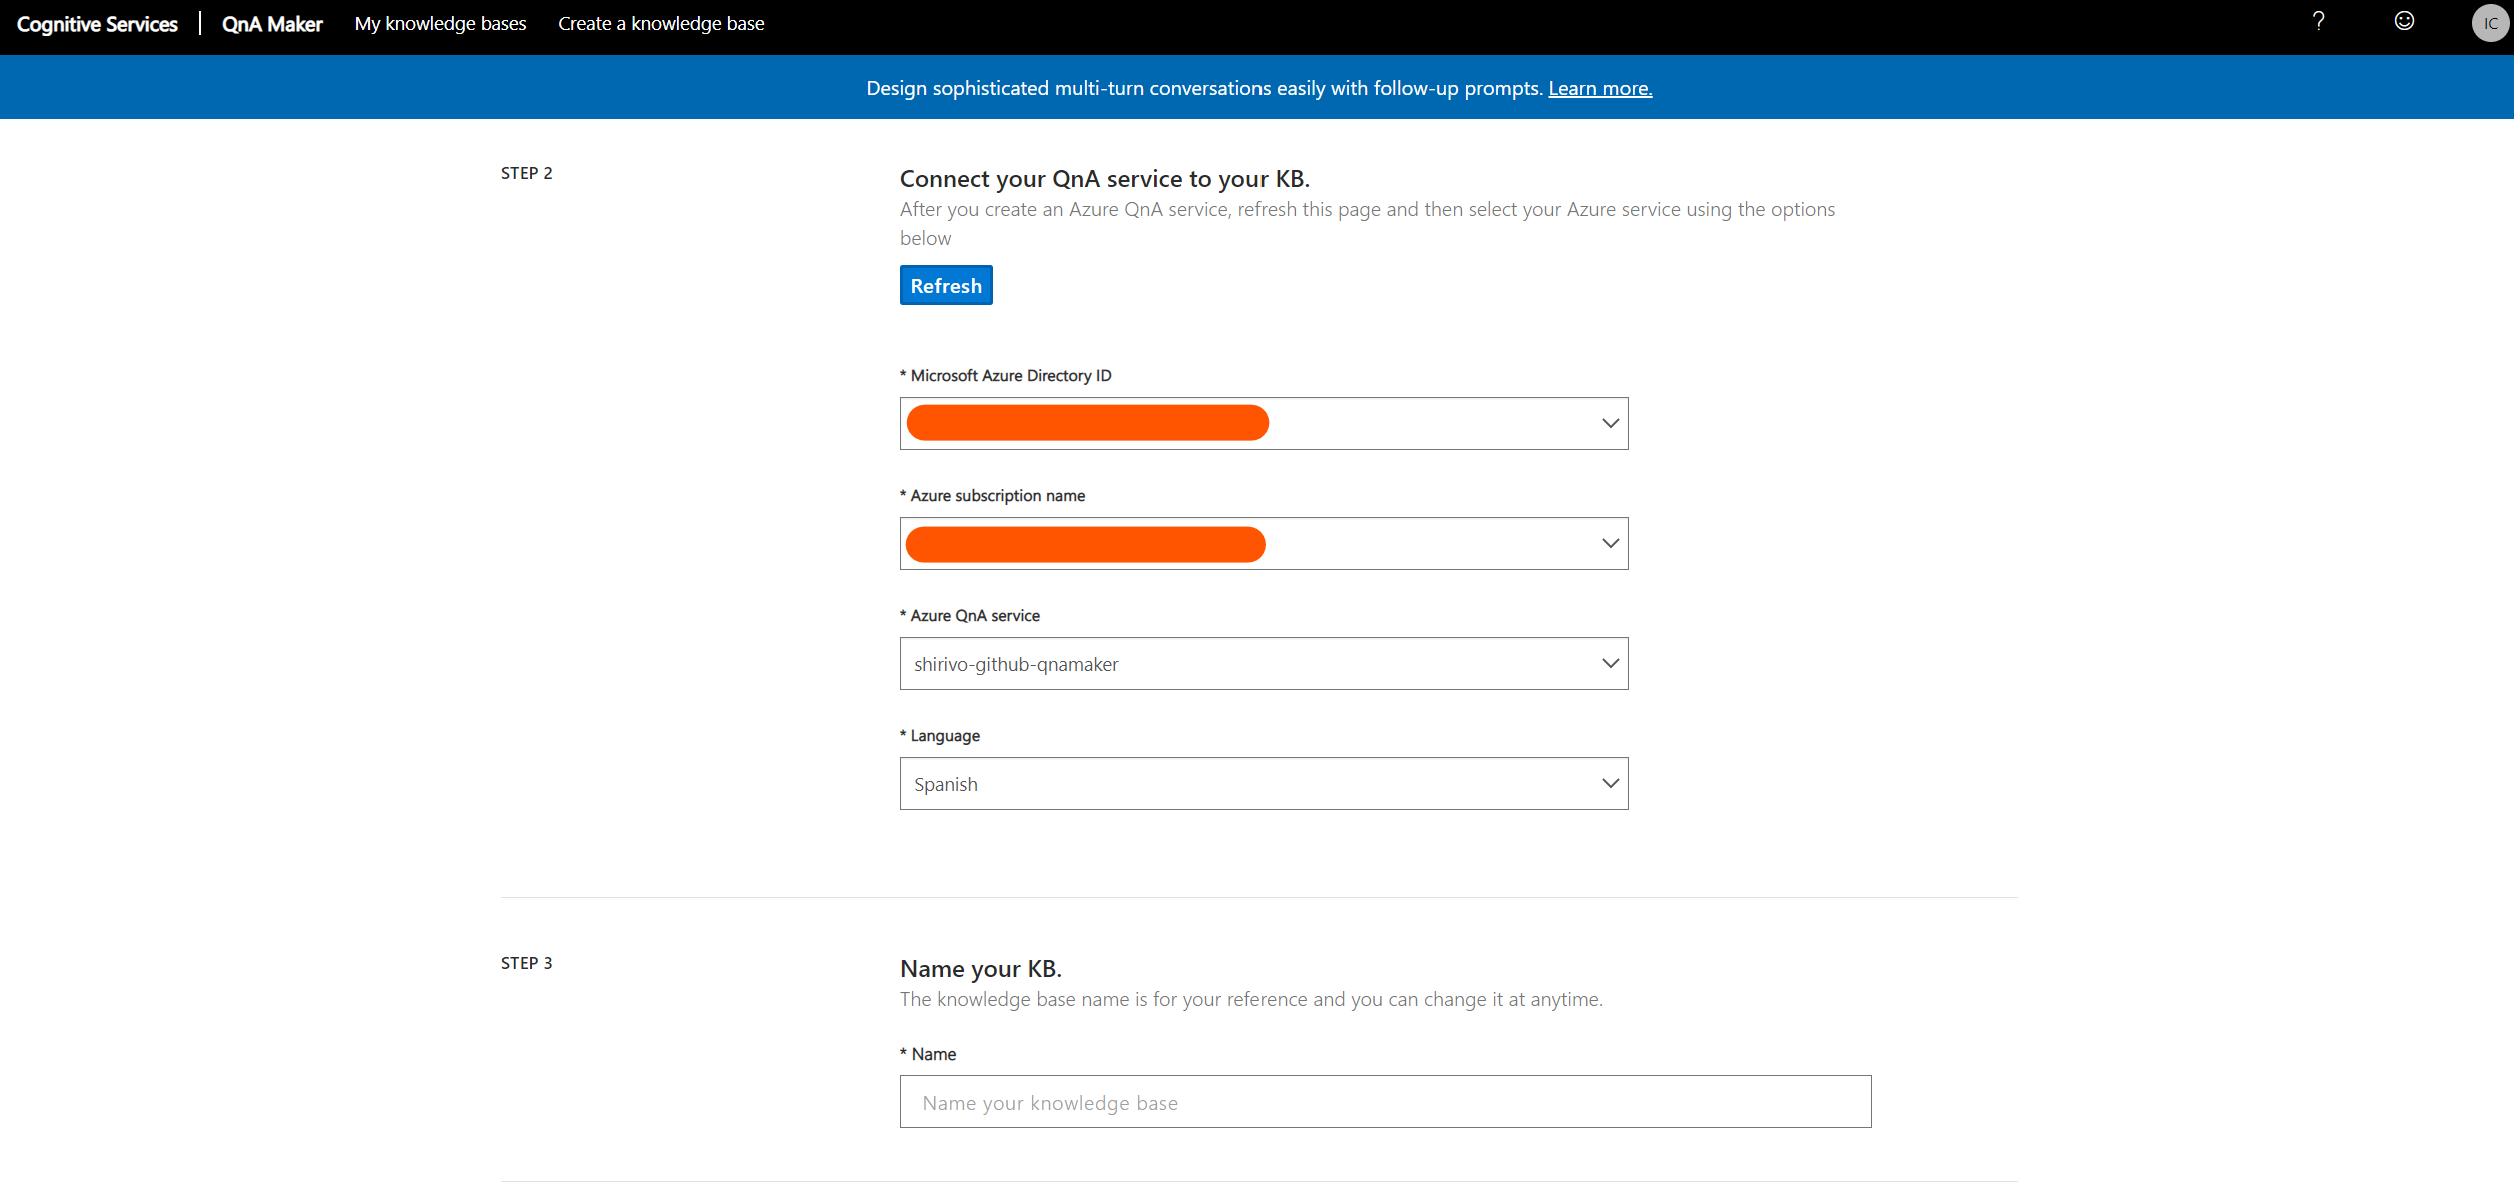 Cognitive Services | QnA Maker My knowledge bases Create a knowledge base ? IC
Design sophisticated multi-turn conversations easily with follow-up prompts. Learn more.
STEP 2
Connect your QnA service to your KB.
After you create an Azure QnA service, refresh this page and then select your Azure service using the options
below
Refresh
* Microsoft Azure Directory ID
* Azure subscription name
* Azure QnA service
shirivo-github-qnamaker
* Language
Spanish
STEP 3
Name your KB.
The knowledge base name is for your reference and you can change it at anytime.
* Name
Name your knowledge base